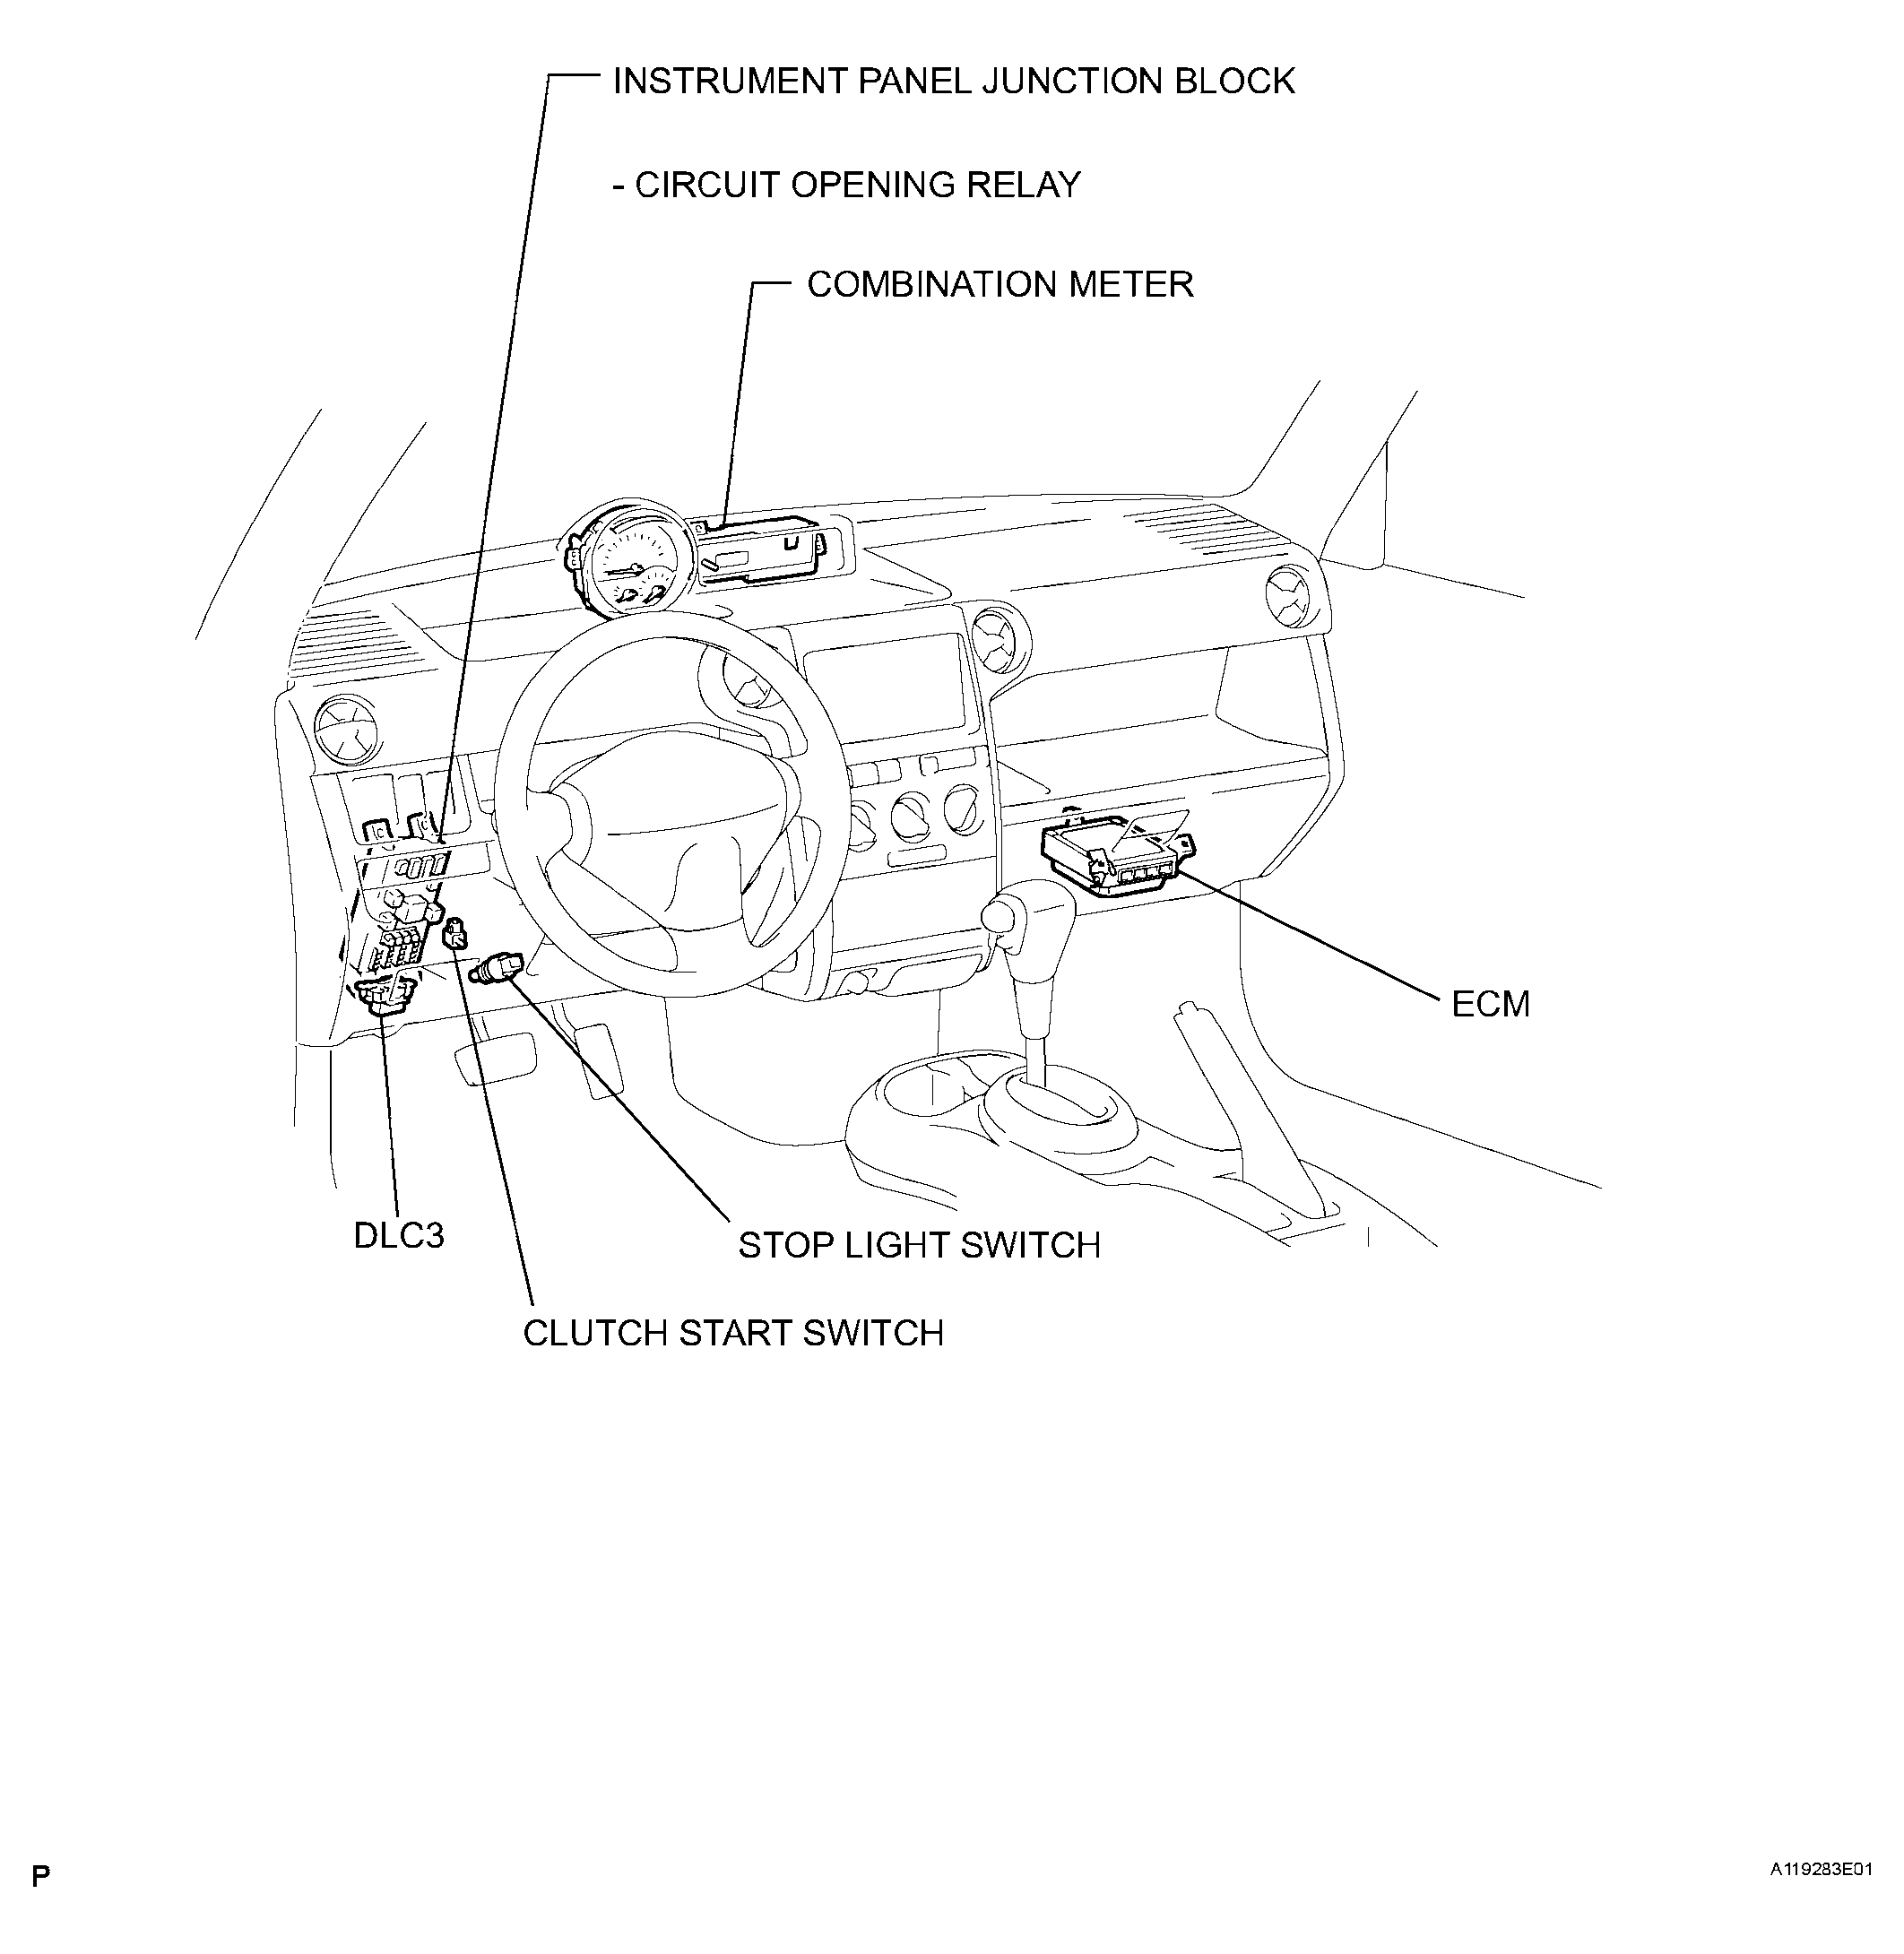 INSTRUMENT PANEL JUNCTION BLOCK
- CIRCUIT OPENING RELAY
COMBINATION METER
ECM
DLC3
STOP LIGHT SWITCH
CLUTCH START SWITCH
P
A119283E01